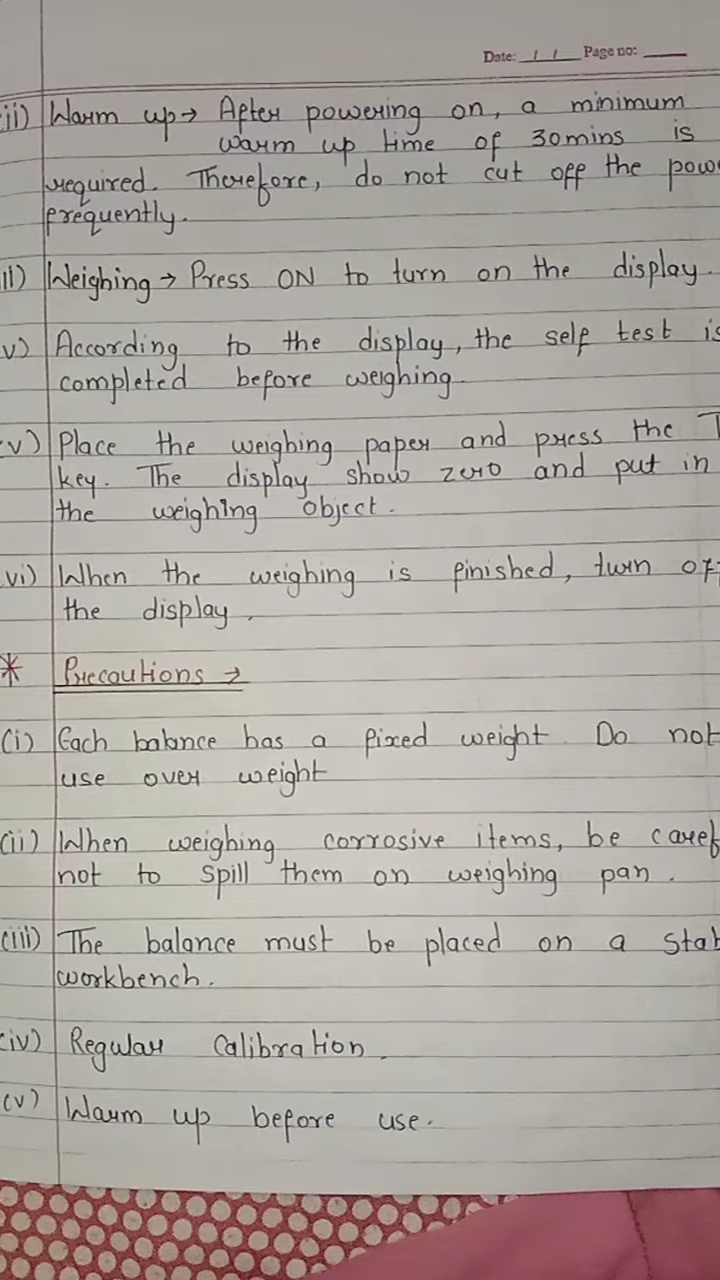 Date: / / Page no:
ii) Warm up → After powering on, a minimum
warm up time of 30mins is
required. Therefore, do not cut off the pow
frequently.
ii) Weighing → Press ON to turn on the display.
v) According to the display, the self test is
completed before weighing.
v) Place the weighing paper and press the T
key. The display show zero and put in
the weighing object.
vi) When the weighing is finished, turn off
the display.
* Precautions →
(i) Each balance has a fixed weight. Do not
use over weight
(ii) When weighing corrosive items, be caref
not to spill them on weighing pan.
(iii) The balance must be placed on a stab
workbench.
(iv) Regular Calibration.
(v) Warm up before use.